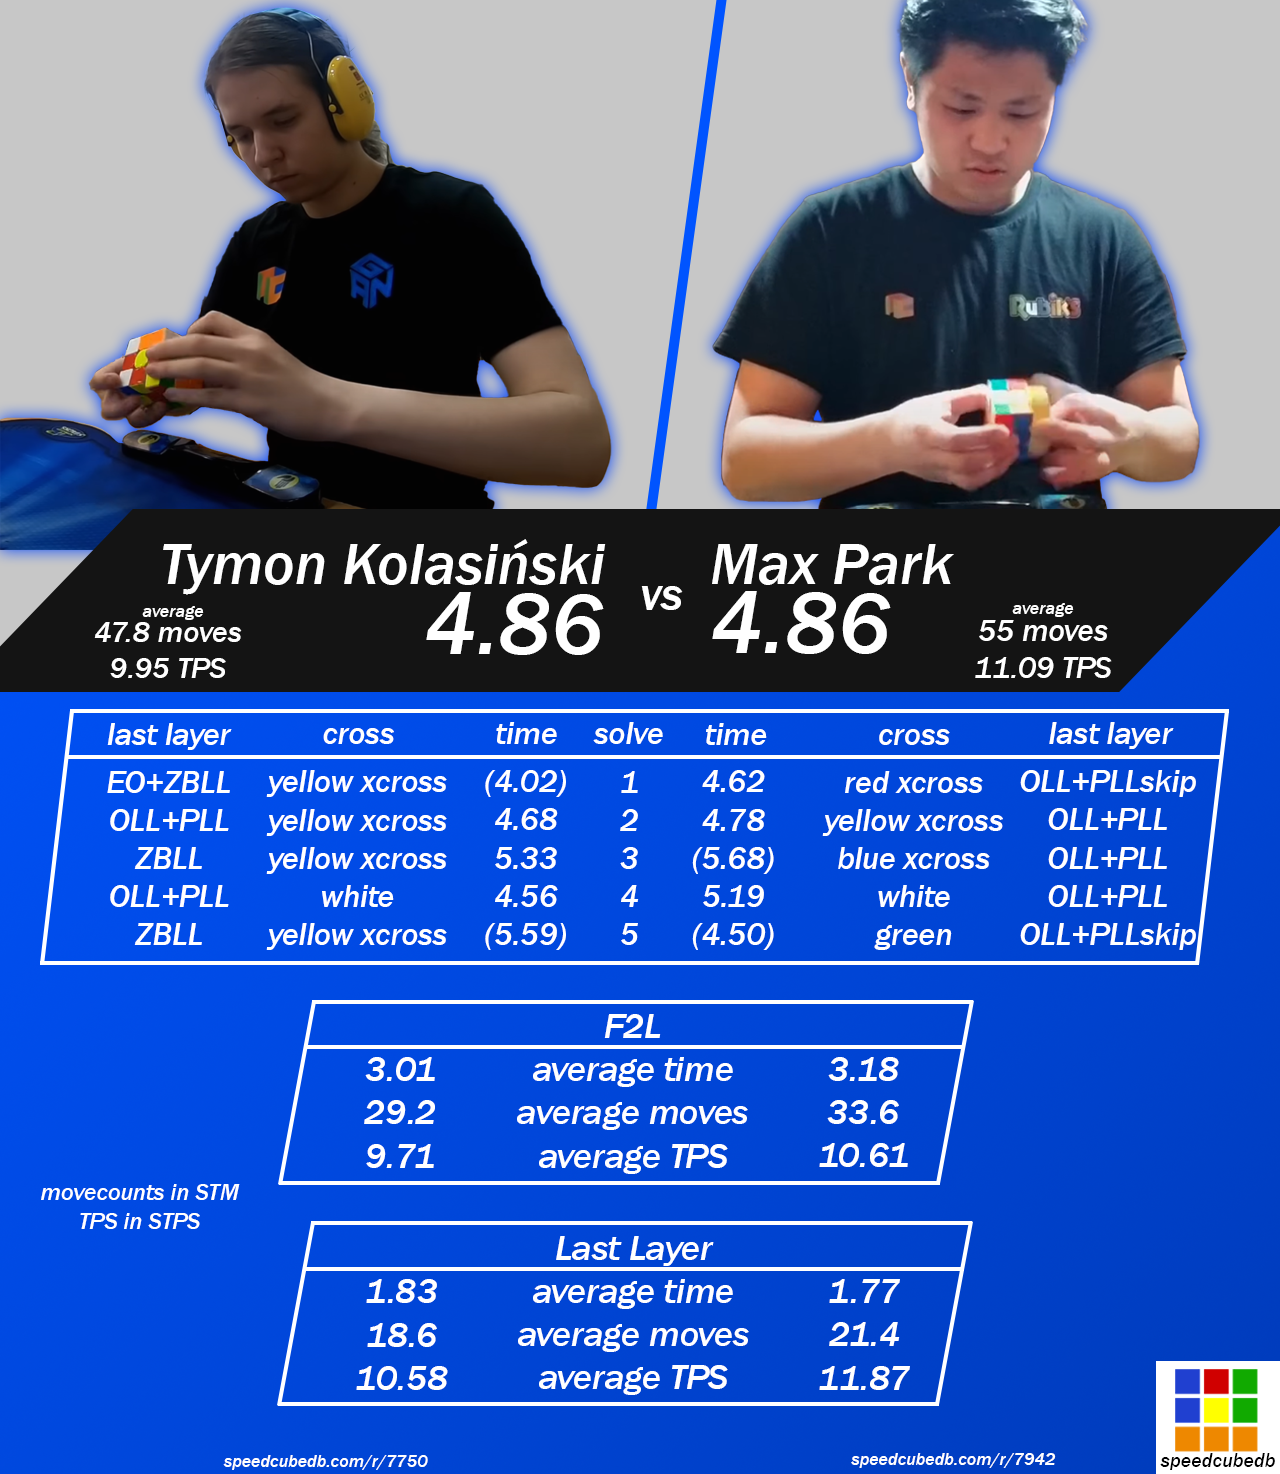 GAN
Rubik's
Tymon Kolasiński
4.86
average
47.8 moves
9.95 TPS
vs
Max Park
4.86
average
55 moves
11.09 TPS
last layer cross time solve time cross last layer
EO+ZBLL yellow xcross (4.02) 1 4.62 red xcross OLL+PLLskip
OLL+PLL yellow xcross 4.68 2 4.78 yellow xcross OLL+PLL
ZBLL yellow xcross 5.33 3 (5.68) blue xcross OLL+PLL
OLL+PLL white 4.56 4 5.19 white OLL+PLL
ZBLL yellow xcross (5.59) 5 (4.50) green OLL+PLLskip
F2L
3.01 average time 3.18
29.2 average moves 33.6
9.71 average TPS 10.61
movecounts in STM
TPS in STPS
Last Layer
1.83 average time 1.77
18.6 average moves 21.4
10.58 average TPS 11.87
speedcubedb.com/r/7750
speedcubedb.com/r/7942
speedcubedb